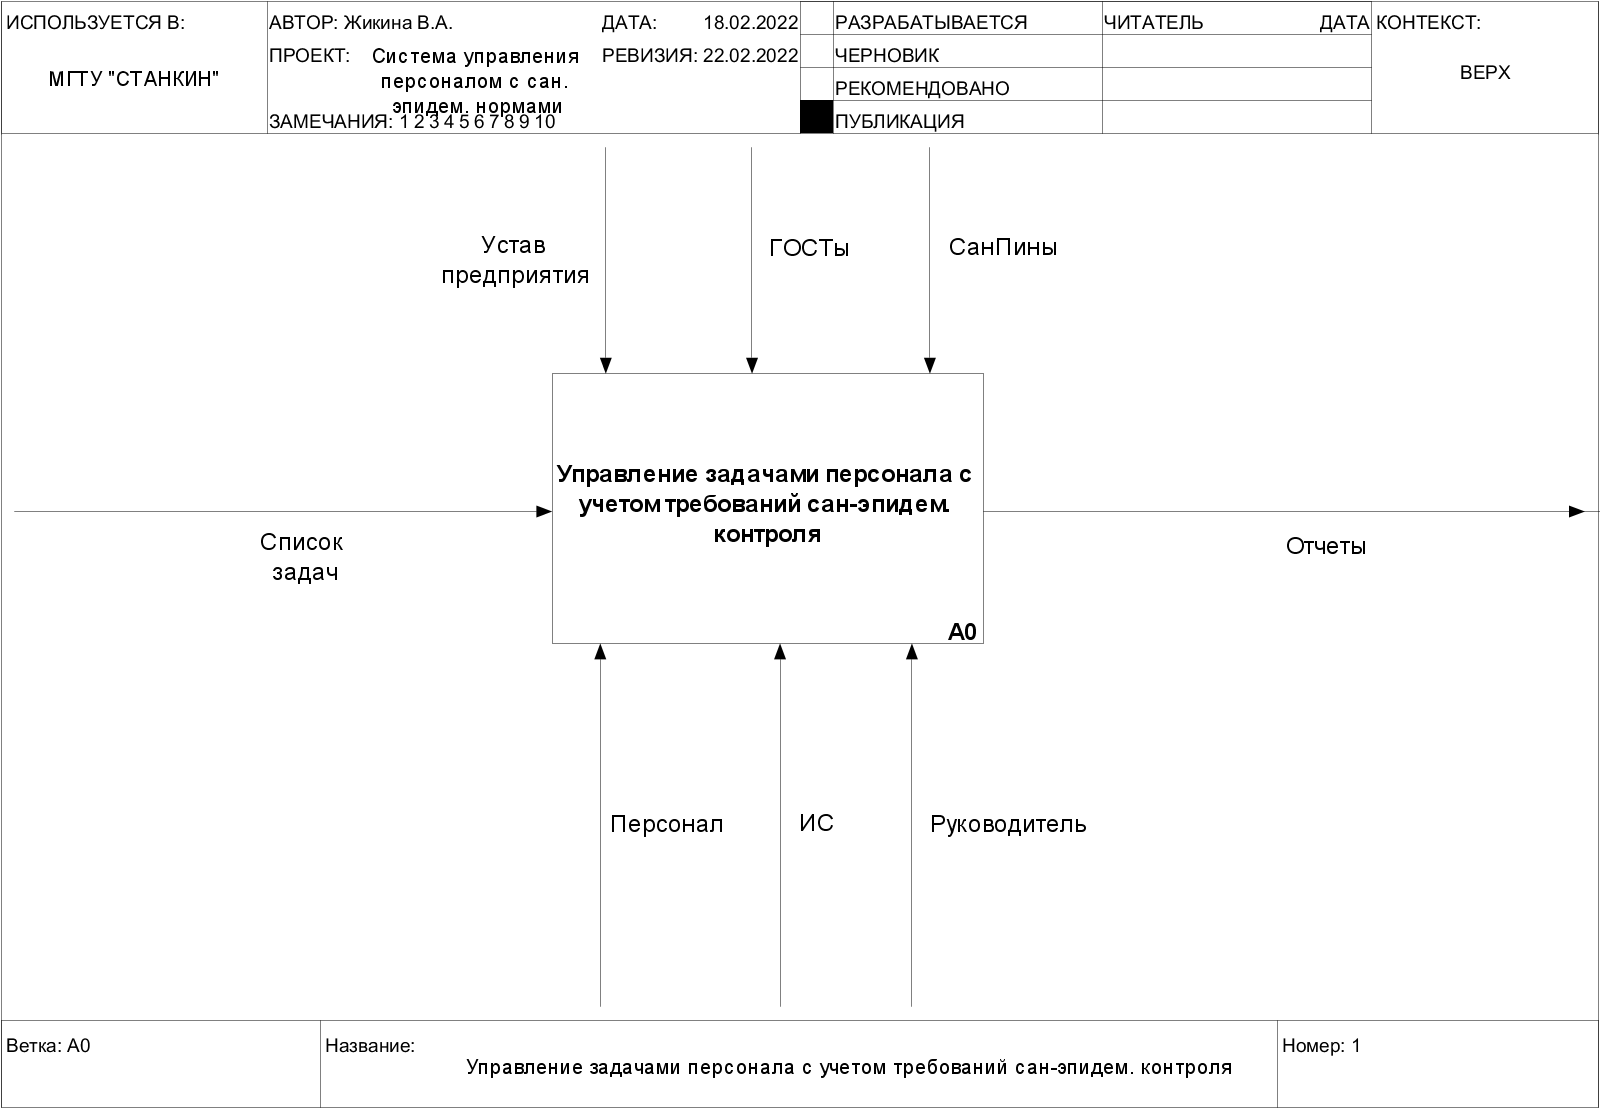 ИСПОЛЬЗУЕТСЯ В:
МГТУ "СТАНКИН"
АВТОР: Жикина В.А.
ДАТА: 18.02.2022
ПРОЕКТ: Система управления
персоналом с сан.
эпидем. нормами
РЕВИЗИЯ: 22.02.2022
ЗАМЕЧАНИЯ: 1 2 3 4 5 6 7 8 9 10
РАЗРАБАТЫВАЕТСЯ
ЧЕРНОВИК
РЕКОМЕНДОВАНО
ПУБЛИКАЦИЯ
ЧИТАТЕЛЬ ДАТА
КОНТЕКСТ:
ВЕРХ
Устав
предприятия
ГОСТы
СанПины
Управление задачами персонала с
учетом требований сан-эпидем.
контроля
А0
Список
задач
Отчеты
Персонал
ИС
Руководитель
Ветка: А0
Название:
Управление задачами персонала с учетом требований сан-эпидем. контроля
Номер: 1